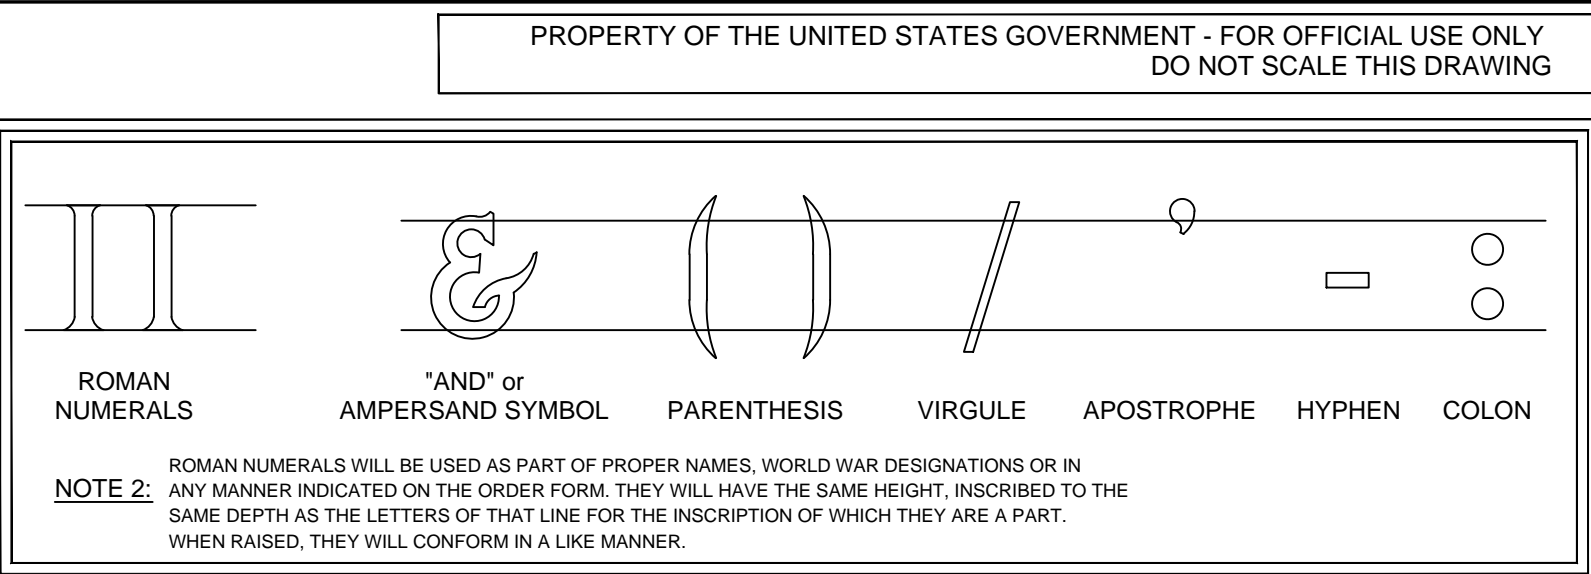 PROPERTY OF THE UNITED STATES GOVERNMENT - FOR OFFICIAL USE ONLY
DO NOT SCALE THIS DRAWING
II & ( ) / ’ - :
ROMAN NUMERALS
"AND" or AMPERSAND SYMBOL
PARENTHESIS
VIRGULE
APOSTROPHE
HYPHEN
COLON
NOTE 2:
ROMAN NUMERALS WILL BE USED AS PART OF PROPER NAMES, WORLD WAR DESIGNATIONS OR IN
ANY MANNER INDICATED ON THE ORDER FORM. THEY WILL HAVE THE SAME HEIGHT, INSCRIBED TO THE
SAME DEPTH AS THE LETTERS OF THAT LINE FOR THE INSCRIPTION OF WHICH THEY ARE A PART.
WHEN RAISED, THEY WILL CONFORM IN A LIKE MANNER.